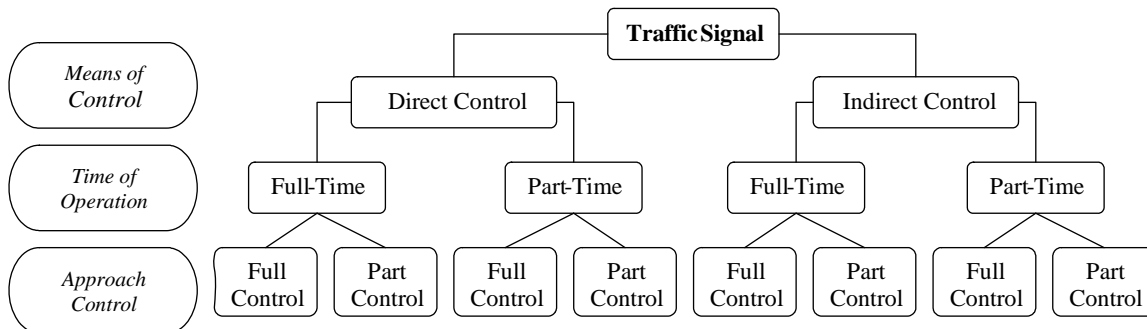 Traffic Signal
Means of
Control
Direct Control
Indirect Control
Time of
Operation
Full-Time
Part-Time
Full-Time
Part-Time
Approach
Control
Full
Control
Part
Control
Full
Control
Part
Control
Full
Control
Part
Control
Full
Control
Part
Control